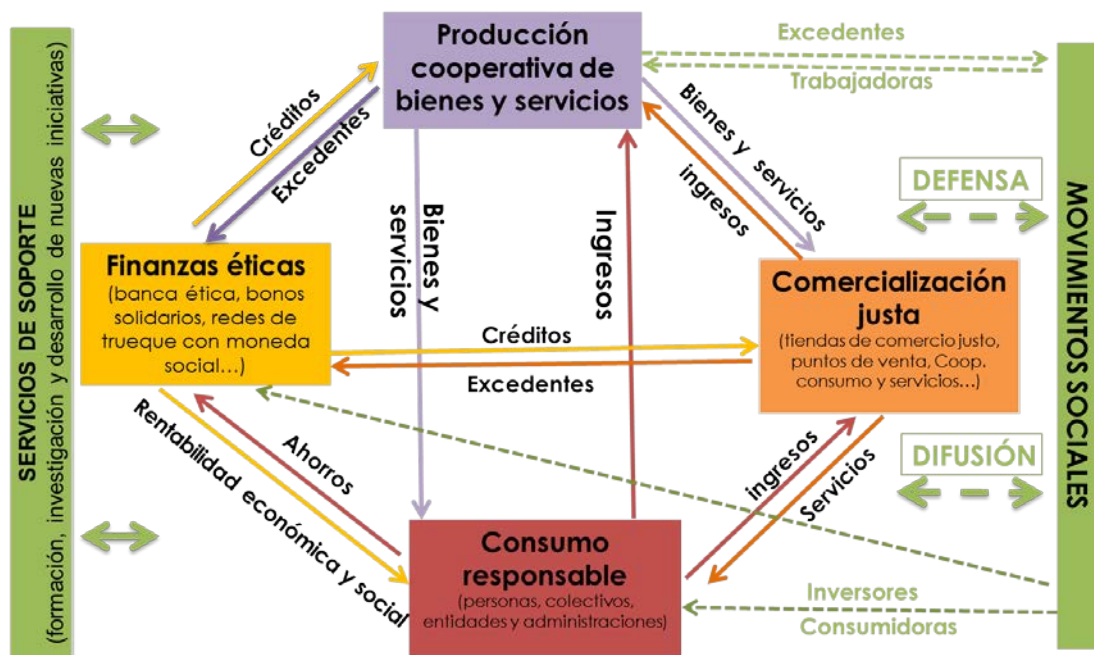 SERVICIOS DE SOPORTE
(formación, investigación y desarrollo de nuevas iniciativas)
Producción
cooperativa de
bienes y servicios
Excedentes
Trabajadoras
Créditos
Excedentes
Bienes y servicios
ingresos
DEFENSA
MOVIMIENTOS SOCIALES
Bienes y
servicios
Ingresos
Finanzas éticas
(banca ética, bonos
solidarios, redes de
trueque con moneda
social...)
Comercialización
justa
(tiendas de comercio justo,
puntos de venta, Coop.
consumo y servicios...)
Créditos
Excedentes
Rentabilidad económica y social
Ahorros
ingresos
Servicios
DIFUSIÓN
Consumo
responsable
(personas, colectivos,
entidades y administraciones)
Inversores
Consumidoras